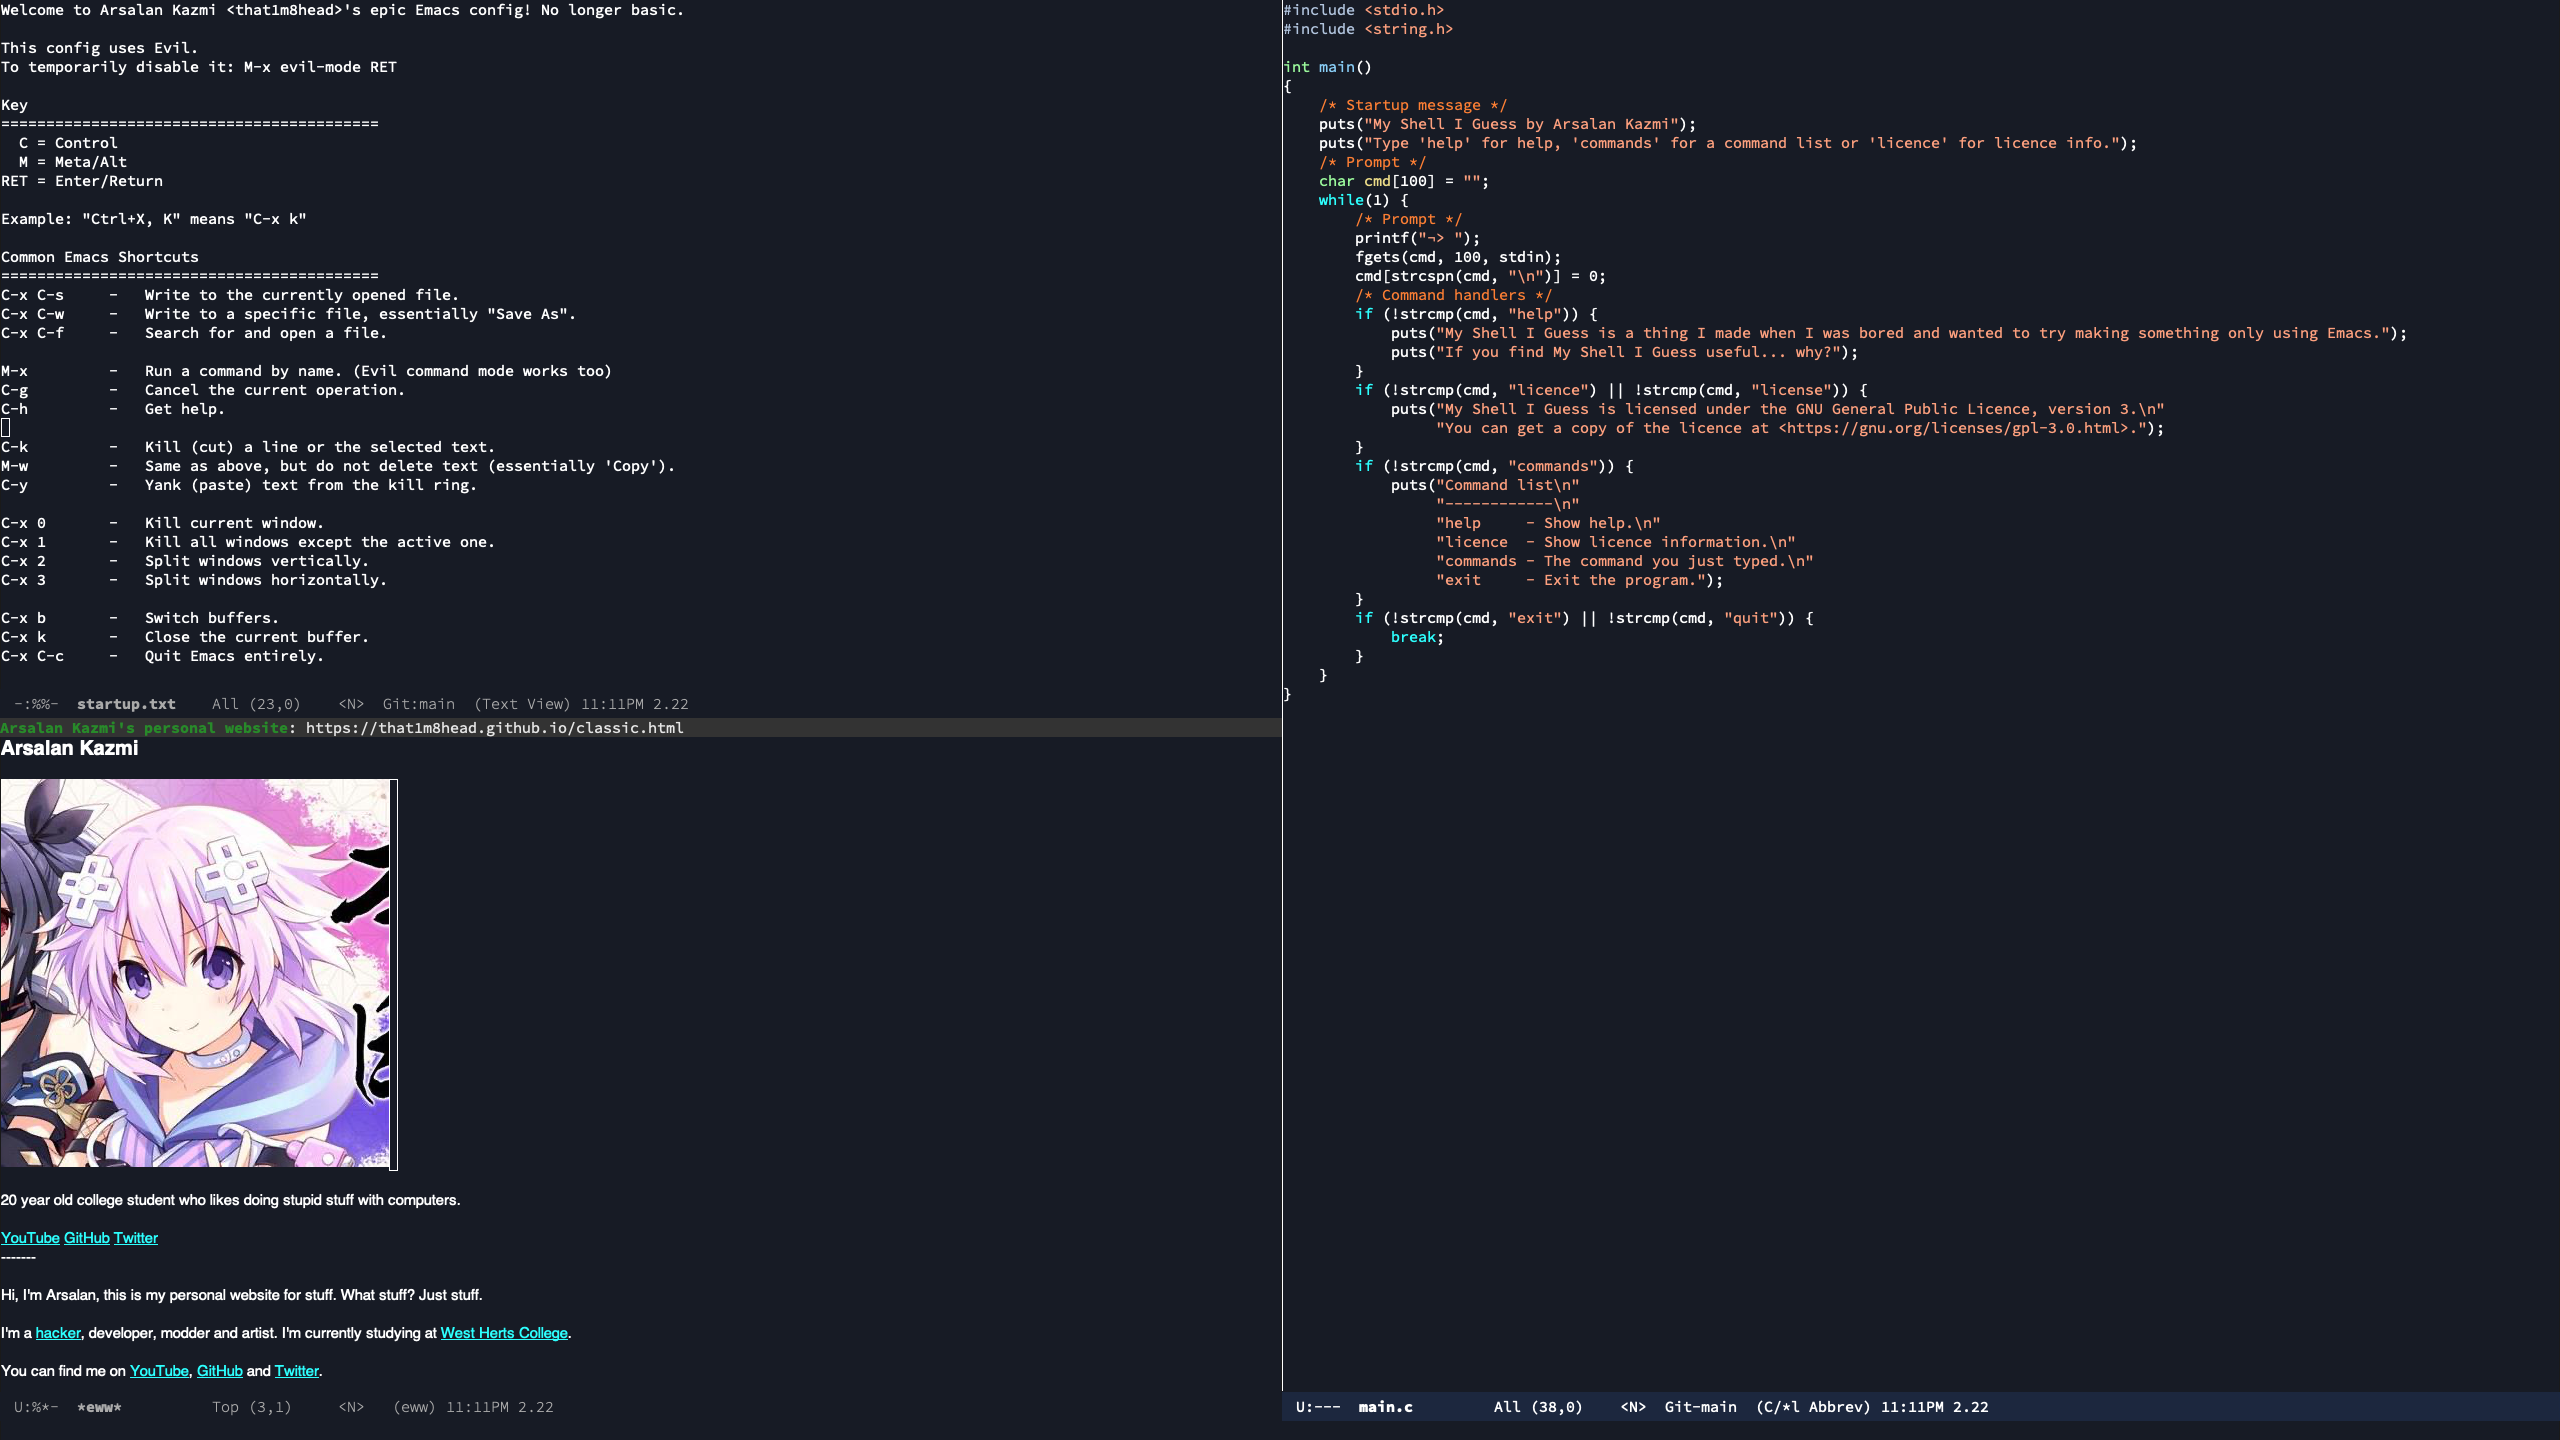 Welcome to Arsalan Kazmi <that1m8head>'s epic Emacs config! No longer basic.
This config uses Evil.
To temporarily disable it: M-x evil-mode RET
Key
==========================================
  C = Control
  M = Meta/Alt
RET = Enter/Return
Example: "Ctrl+X, K" means "C-x k"
Common Emacs Shortcuts
==========================================
C-x C-s     -   Write to the currently opened file.
C-x C-w     -   Write to a specific file, essentially "Save As".
C-x C-f     -   Search for and open a file.
M-x         -   Run a command by name. (Evil command mode works too)
C-g         -   Cancel the current operation.
C-h         -   Get help.
C-k         -   Kill (cut) a line or the selected text.
M-w         -   Same as above, but do not delete text (essentially 'Copy').
C-y         -   Yank (paste) text from the kill ring.
C-x 0       -   Kill current window.
C-x 1       -   Kill all windows except the active one.
C-x 2       -   Split windows vertically.
C-x 3       -   Split windows horizontally.
C-x b       -   Switch buffers.
C-x k       -   Close the current buffer.
C-x C-c     -   Quit Emacs entirely.
-:%%-  startup.txt    All (23,0)    <N>  Git:main  (Text View) 11:11PM 2.22
Arsalan Kazmi's personal website: https://that1m8head.github.io/classic.html
Arsalan Kazmi
20 year old college student who likes doing stupid stuff with computers.
YouTube GitHub Twitter
-------
Hi, I'm Arsalan, this is my personal website for stuff. What stuff? Just stuff.
I'm a hacker, developer, modder and artist. I'm currently studying at West Herts College.
You can find me on YouTube, GitHub and Twitter.
U:%*-  *eww*          Top (3,1)     <N>   (eww) 11:11PM 2.22
#include <stdio.h>
#include <string.h>
int main()
{
    /* Startup message */
    puts("My Shell I Guess by Arsalan Kazmi");
    puts("Type 'help' for help, 'commands' for a command list or 'licence' for licence info.");
    /* Prompt */
    char cmd[100] = "";
    while(1) {
        /* Prompt */
        printf("¬> ");
        fgets(cmd, 100, stdin);
        cmd[strcspn(cmd, "\n")] = 0;
        /* Command handlers */
        if (!strcmp(cmd, "help")) {
            puts("My Shell I Guess is a thing I made when I was bored and wanted to try making something only using Emacs.");
            puts("If you find My Shell I Guess useful... why?");
        }
        if (!strcmp(cmd, "licence") || !strcmp(cmd, "license")) {
            puts("My Shell I Guess is licensed under the GNU General Public Licence, version 3.\n"
                 "You can get a copy of the licence at <https://gnu.org/licenses/gpl-3.0.html>.");
        }
        if (!strcmp(cmd, "commands")) {
            puts("Command list\n"
                 "------------\n"
                 "help     - Show help.\n"
                 "licence  - Show licence information.\n"
                 "commands - The command you just typed.\n"
                 "exit     - Exit the program.");
        }
        if (!strcmp(cmd, "exit") || !strcmp(cmd, "quit")) {
            break;
        }
    }
}
U:---  main.c         All (38,0)    <N>  Git-main  (C/*l Abbrev) 11:11PM 2.22